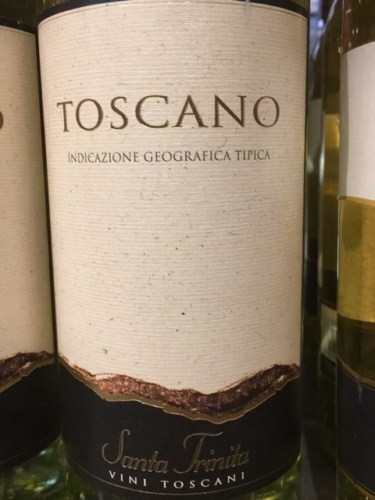 TOSCANO
INDICAZIONE GEOGRAFICA TIPICA
Santa Trinita
VINI TOSCANI